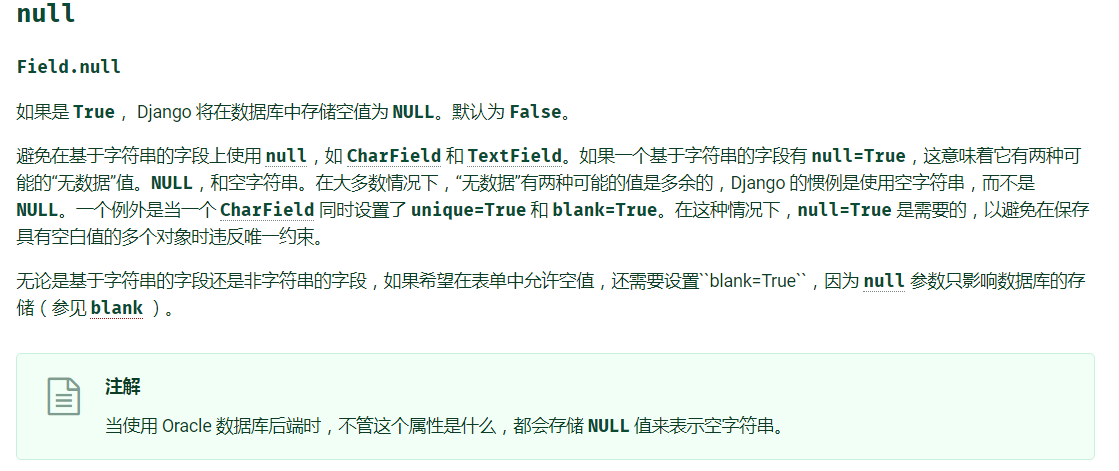 null
Field.null
如果是 True ， Django 将在数据库中存储空值为 NULL。默认为 False。
避免在基于字符串的字段上使用 null，如 CharField 和 TextField。如果一个基于字符串的字段有 null=True，这意味着它有两种可
能的“无数据”值。NULL，和空字符串。在大多数情况下，“无数据”有两种可能的值是多余的，Django 的惯例是使用空字符串，而不是
NULL。一个例外是当一个 CharField 同时设置了 unique=True 和 blank=True。在这种情况下，null=True 是需要的，以避免在保存
具有空白值的多个对象时违反唯一约束。
无论是基于字符串的字段还是非字符串的字段，如果希望在表单中允许空值，还需要设置``blank=True``，因为 null 参数只影响数据库的存
储（参见 blank ）。
注解
当使用 Oracle 数据库后端时，不管这个属性是什么，都会存储 NULL 值来表示空字符串。